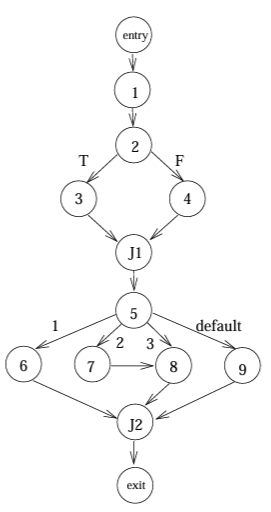 entry
1
2
T F
3 4
J1
5
1 2 3 default
6 7 8 9
J2
exit